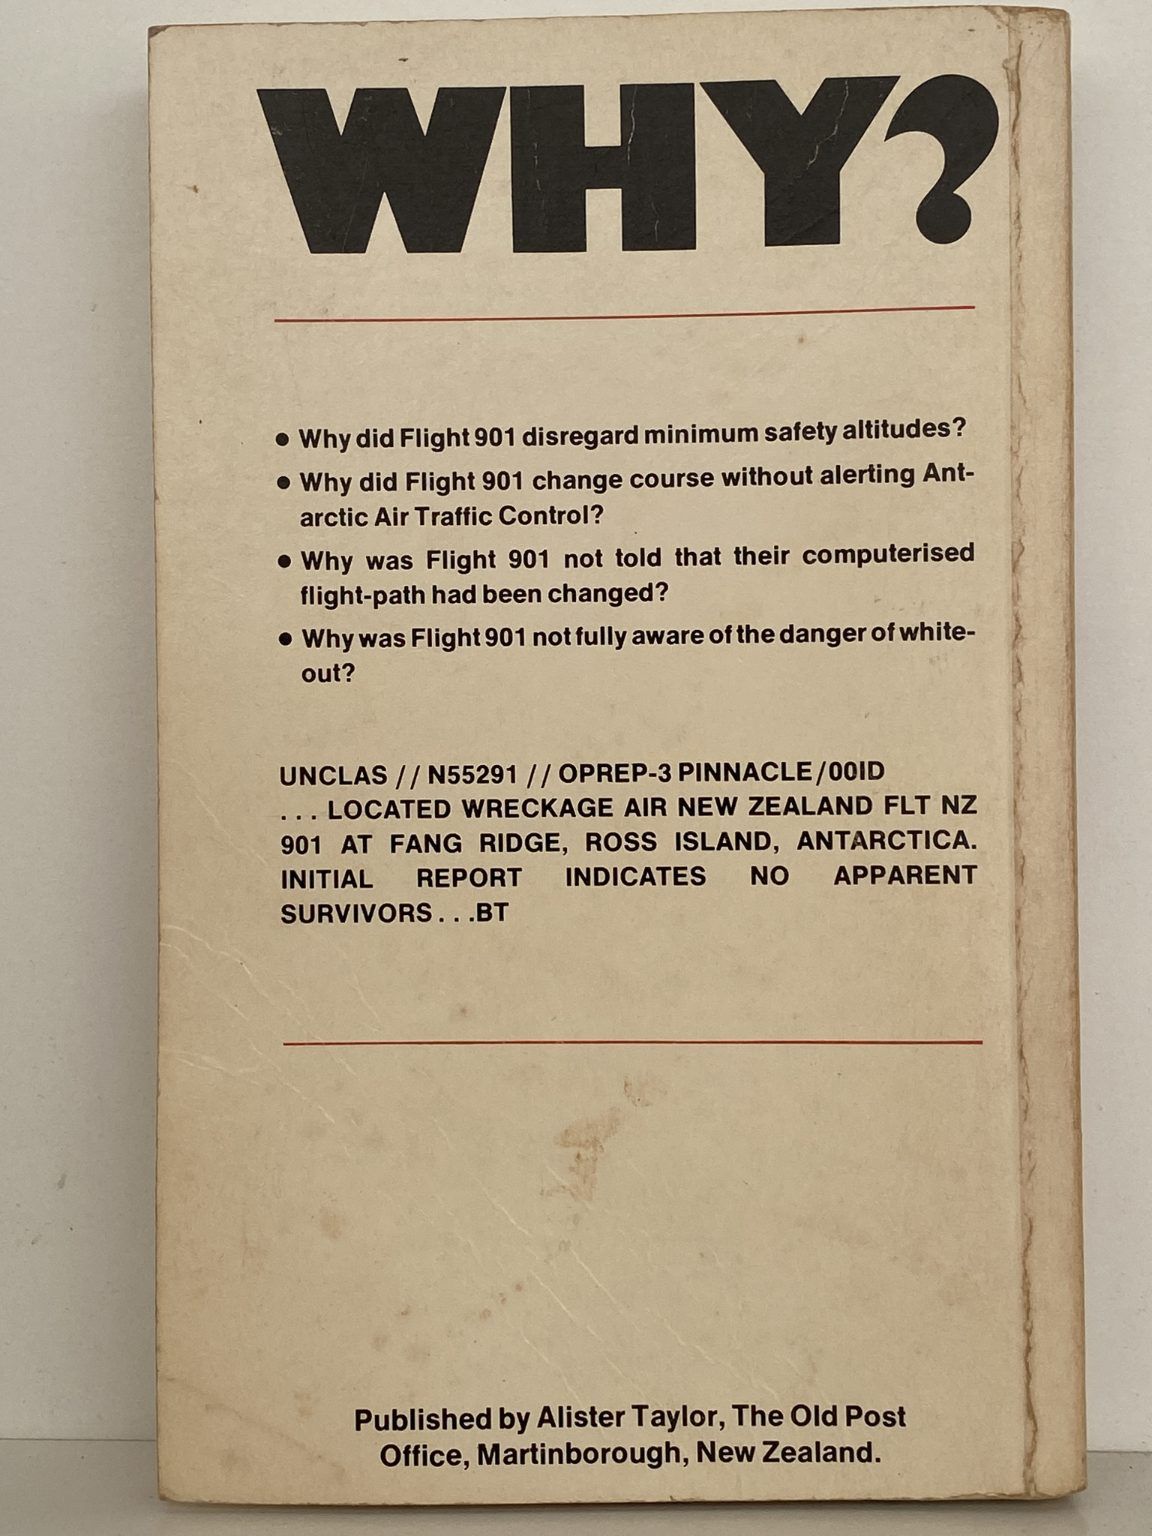 WHY?
● Why did Flight 901 disregard minimum safety altitudes?
● Why did Flight 901 change course without alerting Ant-
arctic Air Traffic Control?
● Why was Flight 901 not told that their computerised
flight-path had been changed?
● Why was Flight 901 not fully aware of the danger of white-
out?
UNCLAS // N55291 // OPREP-3 PINNACLE/00ID
. . . LOCATED WRECKAGE AIR NEW ZEALAND FLT NZ
901 AT FANG RIDGE, ROSS ISLAND, ANTARCTICA.
INITIAL REPORT INDICATES NO APPARENT
SURVIVORS . . .BT
Published by Alister Taylor, The Old Post
Office, Martinborough, New Zealand.